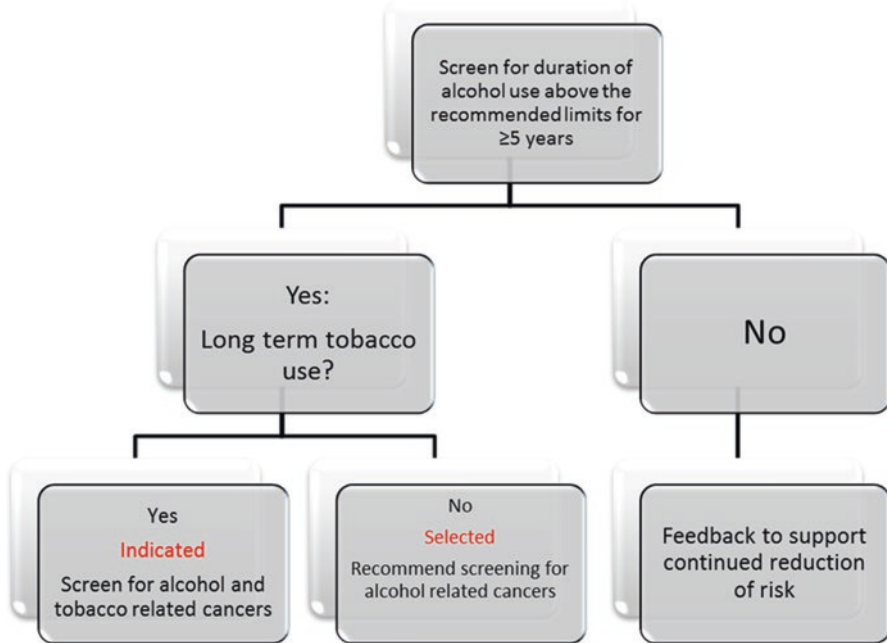 Screen for duration of
alcohol use above the
recommended limits for
≥5 years
Yes:
Long term tobacco
use?
No
Yes
Indicated
Screen for alcohol and
tobacco related cancers
No
Selected
Recommend screening for
alcohol related cancers
Feedback to support
continued reduction
of risk